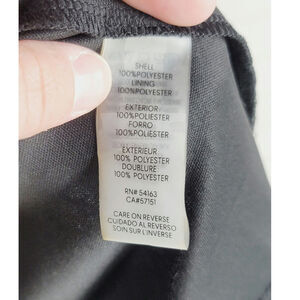 SHELL
100%POLYESTER
LINING
100%POLYESTER
EXTERIOR
100%POLIESTER
FORRO
100%POLIESTER
EXTERIEUR
100% POLYESTER
DOUBLURE
100% POLYESTER
RN# 54163
CA#57151
CARE ON REVERSE
CUIDADO AL REVERSO
SOIN SUR L'INVERSE